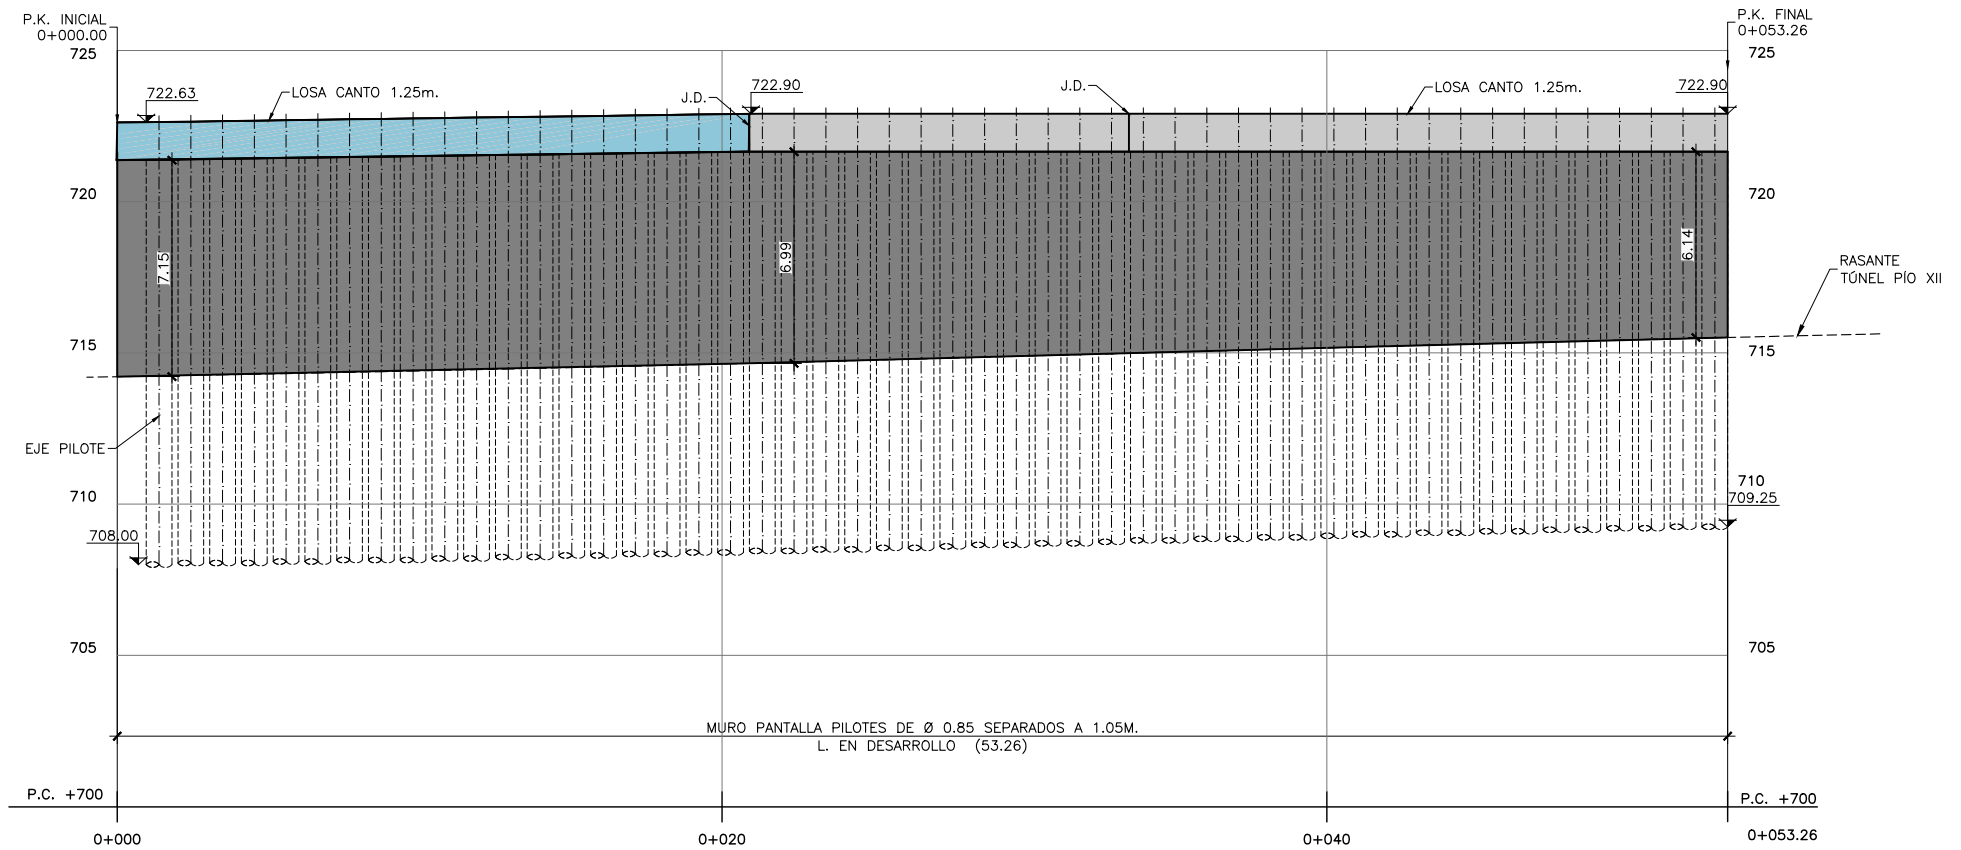 P.K. INICIAL
0+000.00
P.K. FINAL
0+053.26
725
725
722.63
LOSA CANTO 1.25m.
J.D.
722.90
J.D.
LOSA CANTO 1.25m.
722.90
720
720
7.15
6.99
6.14
RASANTE
TÚNEL PÍO XII
715
715
EJE PILOTE
710
710
709.25
708.00
705
705
MURO PANTALLA PILOTES DE Ø 0.85 SEPARADOS A 1.05M.
L. EN DESARROLLO (53.26)
P.C. +700
P.C. +700
0+000
0+020
0+040
0+053.26